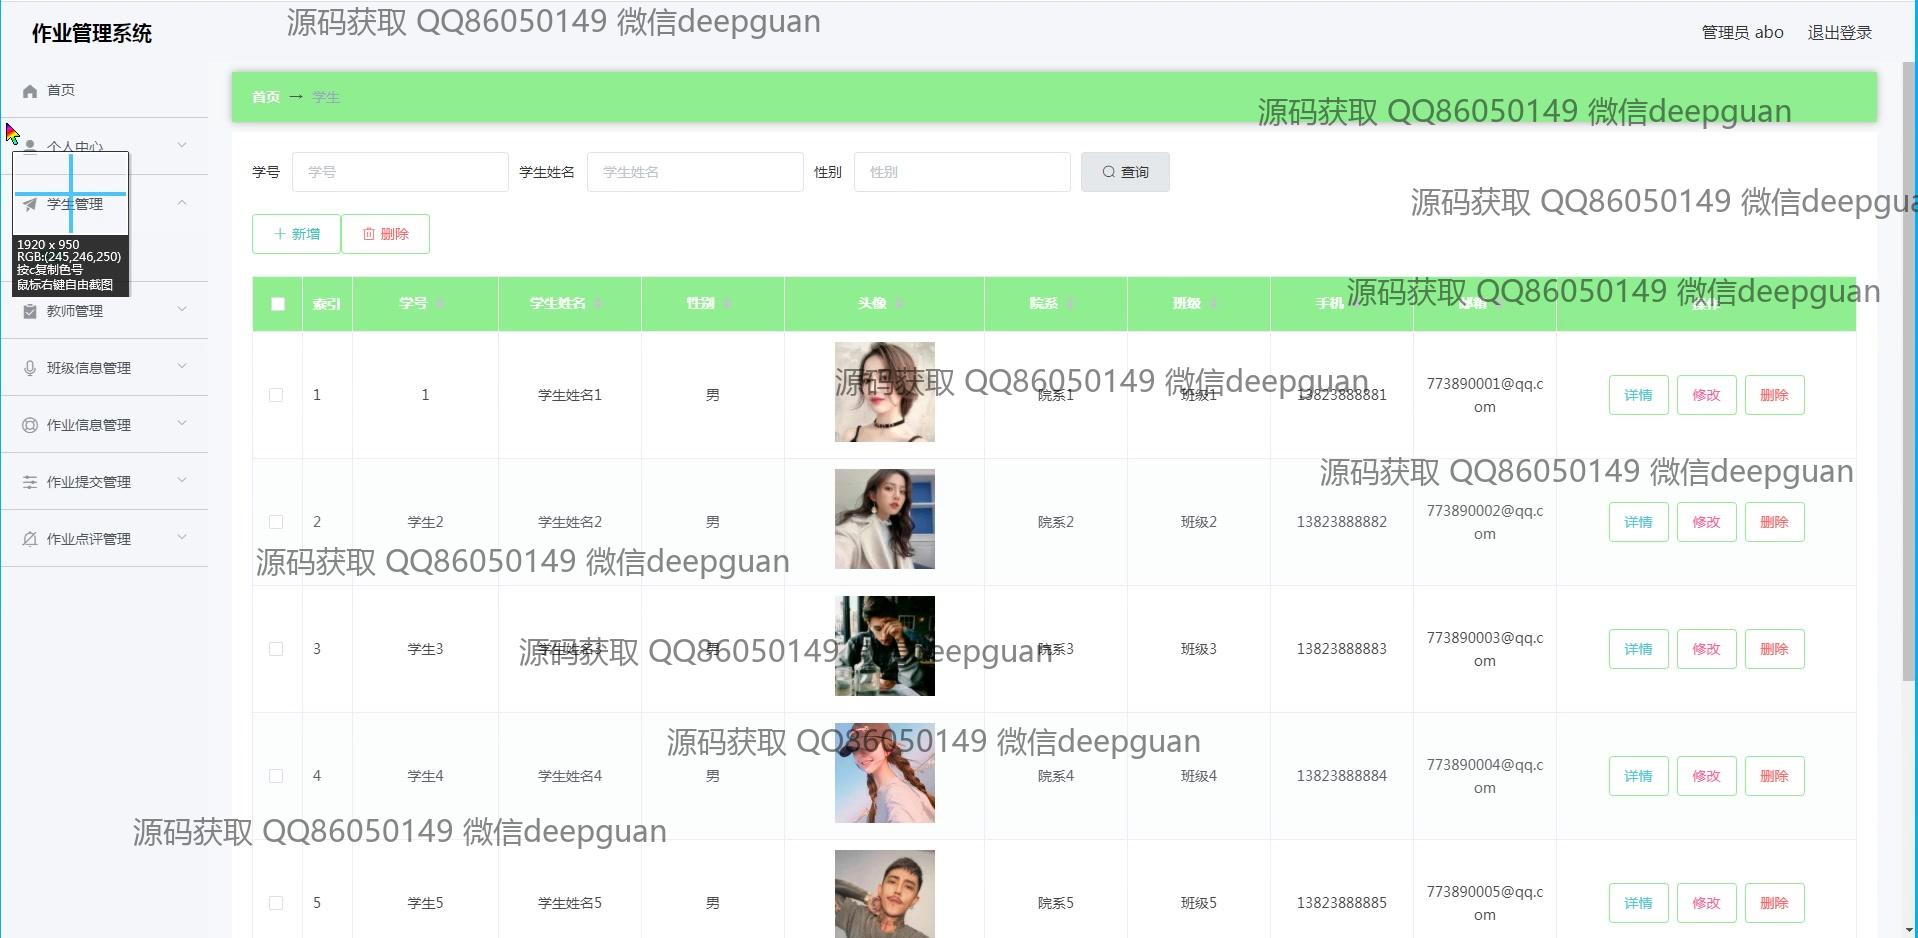 作业管理系统
源码获取 QQ86050149 微信deepguan
管理员 abo 退出登录
首页
首页 → 学生
源码获取 QQ86050149 微信deepguan
个人中心
学号 学号 学生姓名 学生姓名 性别 性别 查询
学生管理
源码获取 QQ86050149 微信deepgua
新增 删除
1920 x 950
RGB:(245,246,250)
按c复制色号
鼠标右键自由截图
索引 学号 学生姓名 性别 头像 院系 班级 手机
源码获取 QQ86050149 微信deepguan
教师管理
班级信息管理
作业信息管理
作业提交管理
作业点评管理
源码获取 QQ86050149 微信deepguan
1 1 学生姓名1 男 院系1 班级1 13823888881 773890001@qq.c
om
详情 修改 删除
源码获取 QQ86050149 微信deepguan
2 学生2 学生姓名2 男 院系2 班级2 13823888882 773890002@qq.c
om
详情 修改 删除
源码获取 QQ86050149 微信deepguan
3 学生3 学生姓名3 男 院系3 班级3 13823888883 773890003@qq.c
om
详情 修改 删除
源码获取 QQ86050149 deepguan
源码获取 QQ86050149 微信deepguan
4 学生4 学生姓名4 男 院系4 班级4 13823888884 773890004@qq.c
om
详情 修改 删除
源码获取 QQ86050149 微信deepguan
5 学生5 学生姓名5 男 院系5 班级5 13823888885 773890005@qq.c
om
详情 修改 删除